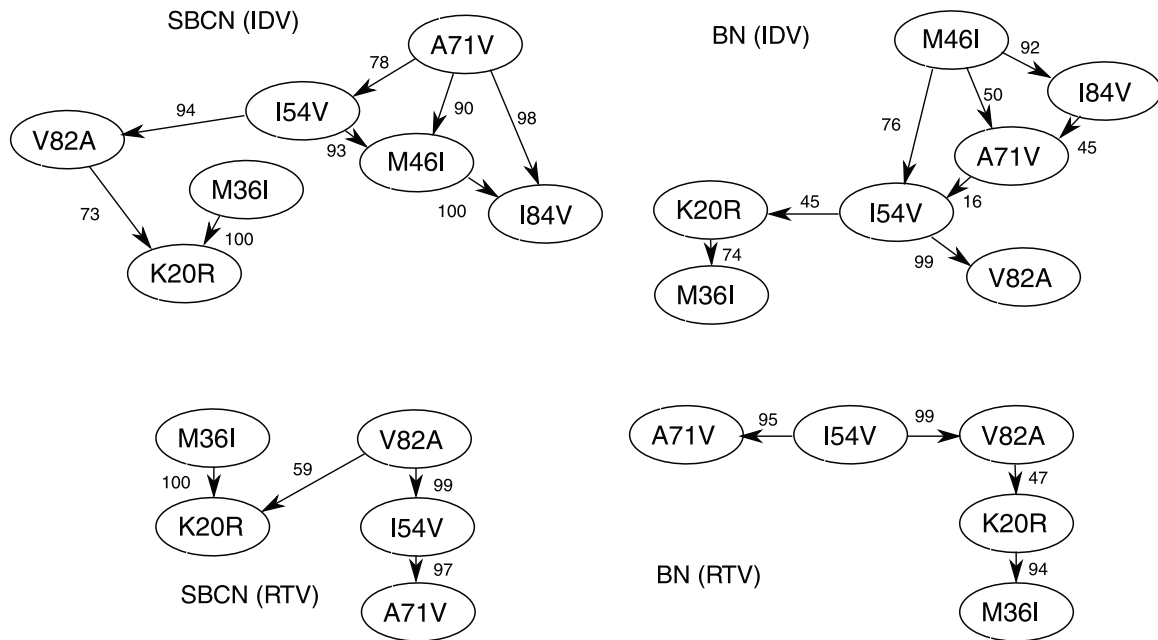 SBCN (IDV)
A71V
78
I54V
90
98
94
V82A
93
M46I
M36I
73
100
I84V
100
K20R
BN (IDV)
M46I
92
I84V
50
76
A71V
45
16
K20R
45
I54V
74
99
V82A
M36I
M36I
V82A
59
100
99
K20R
I54V
97
SBCN (RTV)
A71V
A71V
95
I54V
99
V82A
47
K20R
BN (RTV)
94
M36I